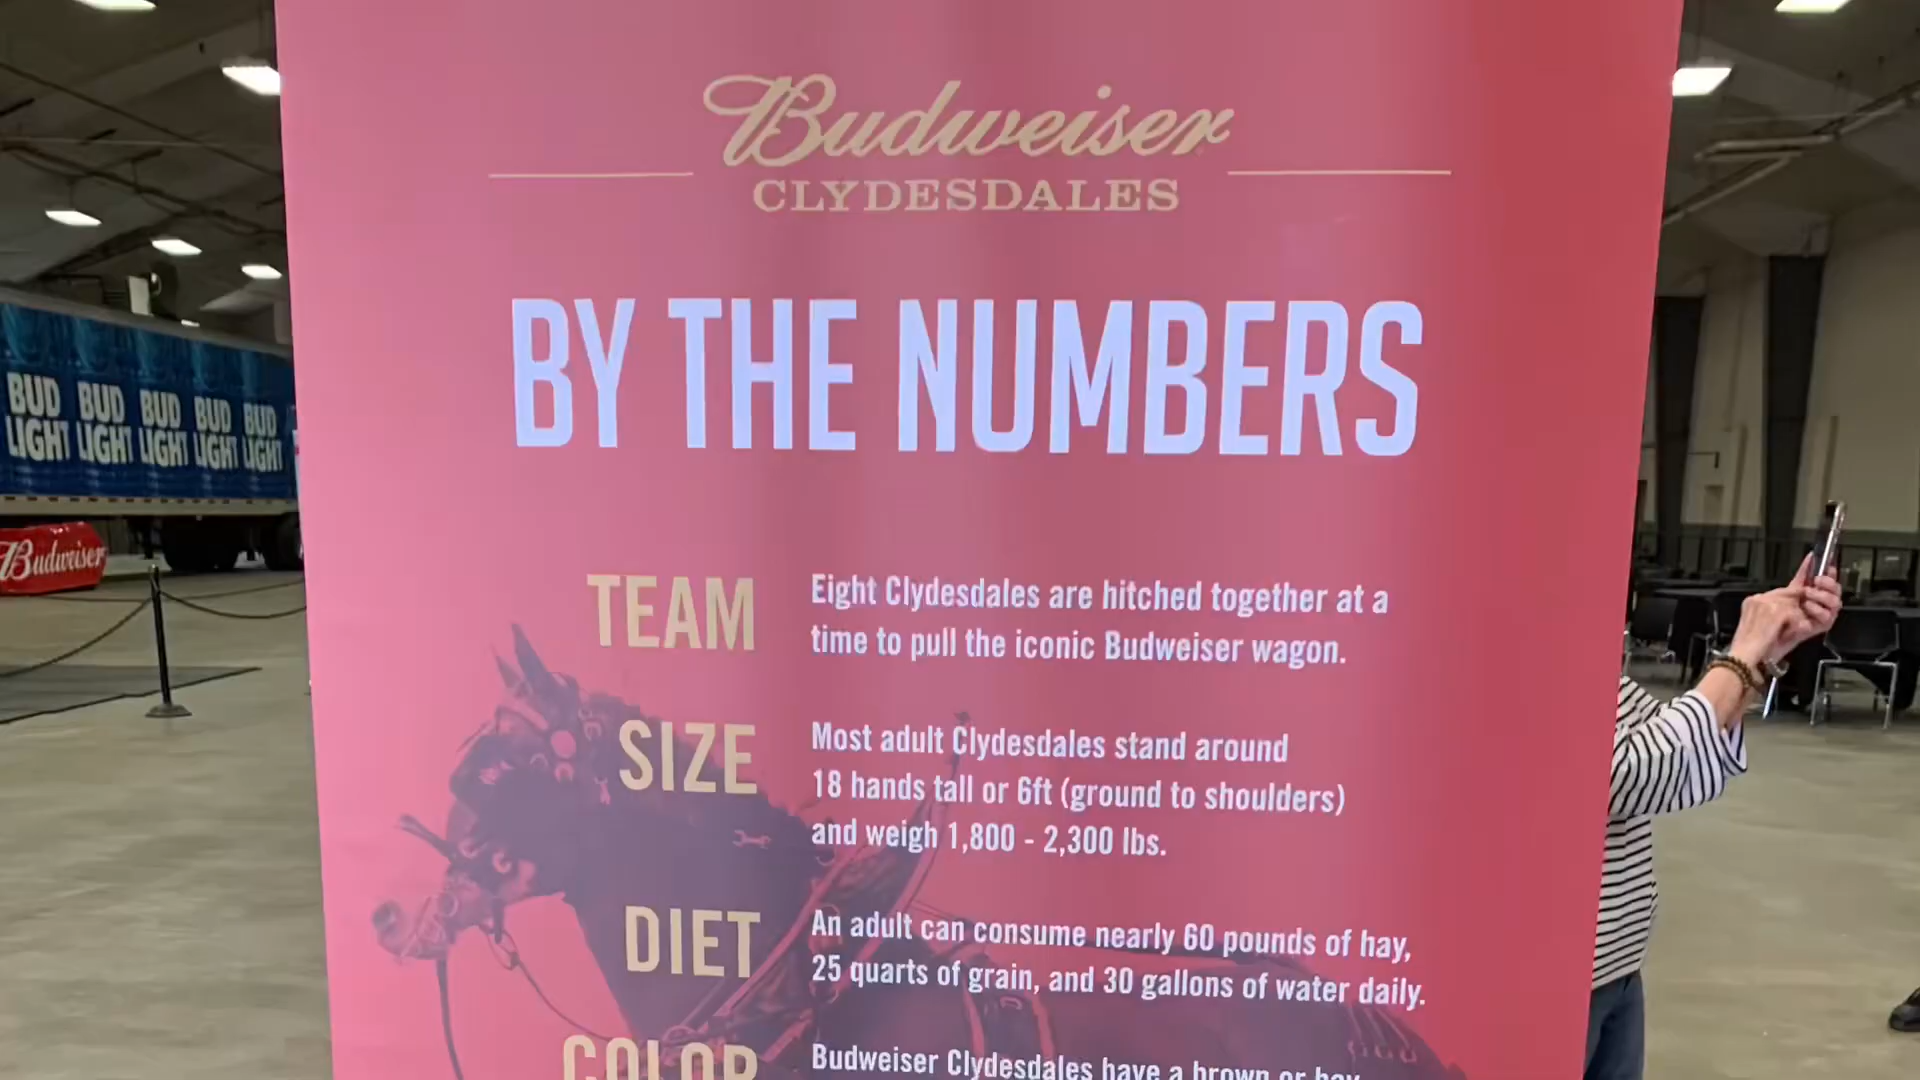 Budweiser
CLYDESDALES
BY THE NUMBERS
TEAM
Eight Clydesdales are hitched together at a
time to pull the iconic Budweiser wagon.
SIZE
Most adult Clydesdales stand around
18 hands tall or 6ft (ground to shoulders)
and weigh 1,800 - 2,300 lbs.
DIET
An adult can consume nearly 60 pounds of hay,
25 quarts of grain, and 30 gallons of water daily.
COLOR
Budweiser Clydesdales have a brown or bay
BUD BUD BUD BUD BUD
LIGHT LIGHT LIGHT LIGHT LIGHT
Budweiser